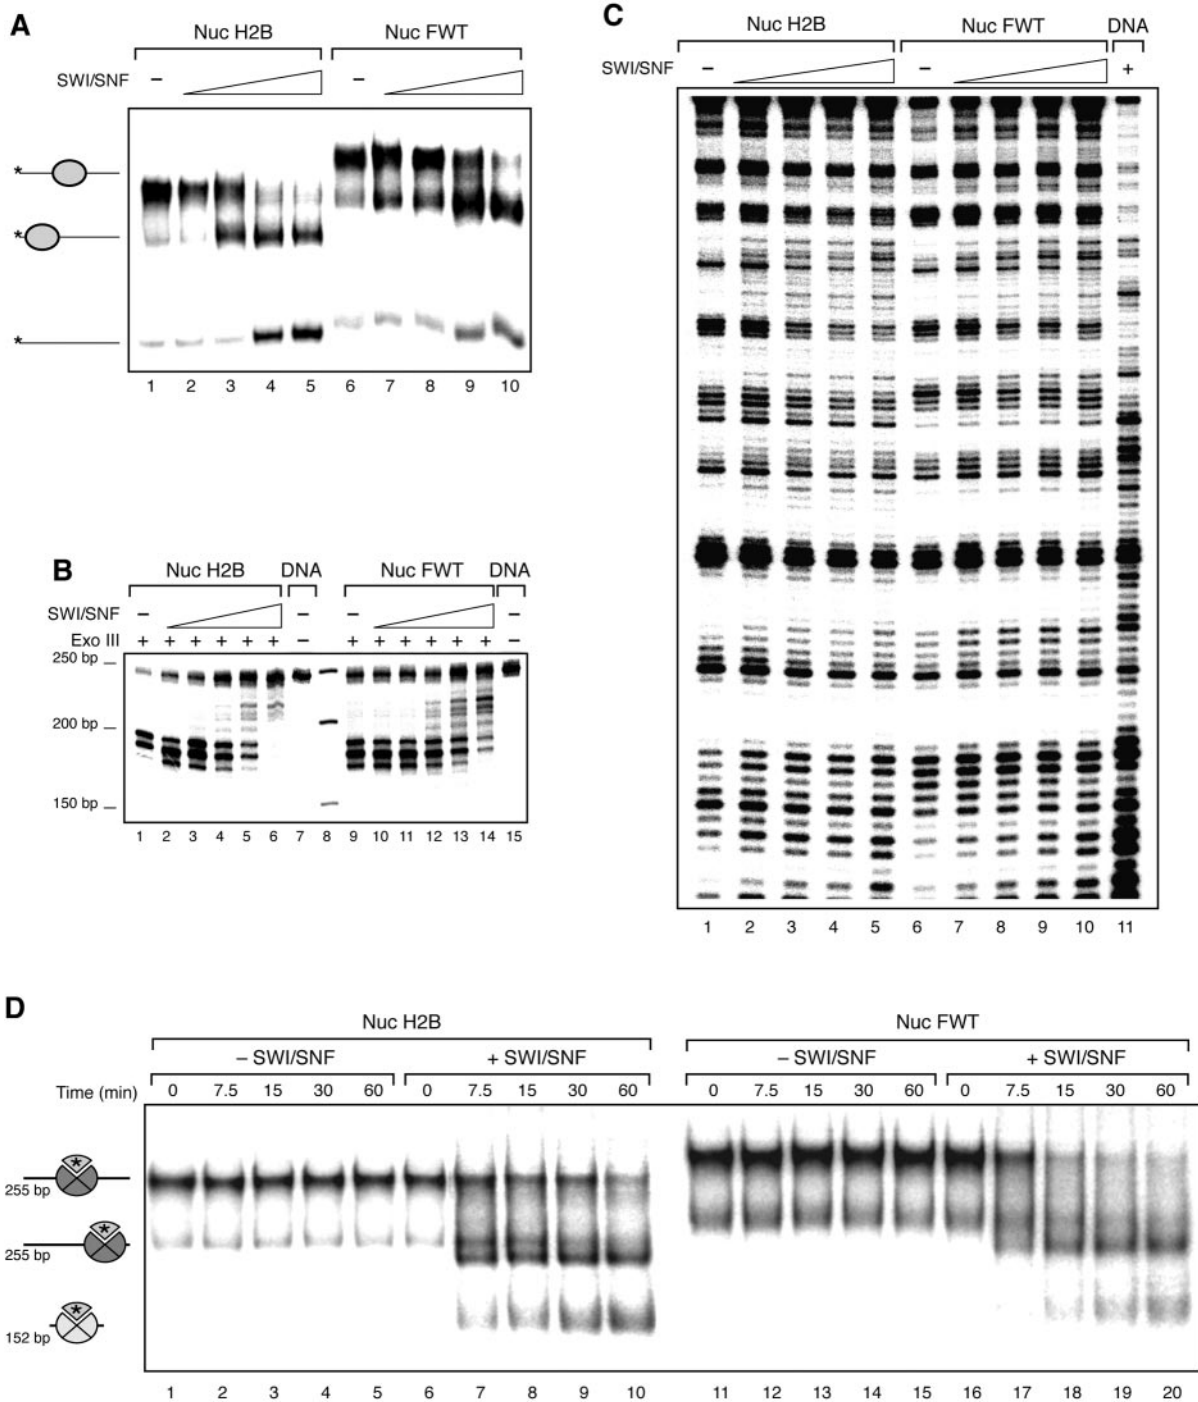 A
Nuc H2B Nuc FWT
SWI/SNF – –
*
*
*
1 2 3 4 5 6 7 8 9 10
B
Nuc H2B DNA Nuc FWT DNA
SWI/SNF – – – –
Exo III + + + + + + – + + + + + + –
250 bp
200 bp
150 bp
1 2 3 4 5 6 7 8 9 10 11 12 13 14 15
C
Nuc H2B Nuc FWT DNA
SWI/SNF – – +
1 2 3 4 5 6 7 8 9 10 11
D
Nuc H2B Nuc FWT
– SWI/SNF + SWI/SNF – SWI/SNF + SWI/SNF
Time (min) 0 7.5 15 30 60 0 7.5 15 30 60 0 7.5 15 30 60 0 7.5 15 30 60
*
255 bp
*
255 bp
*
152 bp
1 2 3 4 5 6 7 8 9 10 11 12 13 14 15 16 17 18 19 20